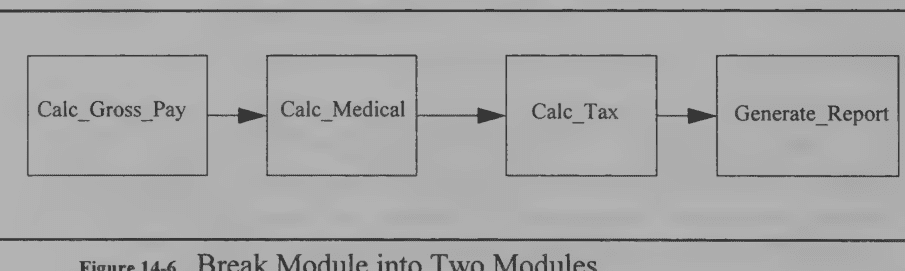 Calc_Gross_Pay
Calc_Medical
Calc_Tax
Generate_Report
Figure 14-6 Break Module into Two Modules